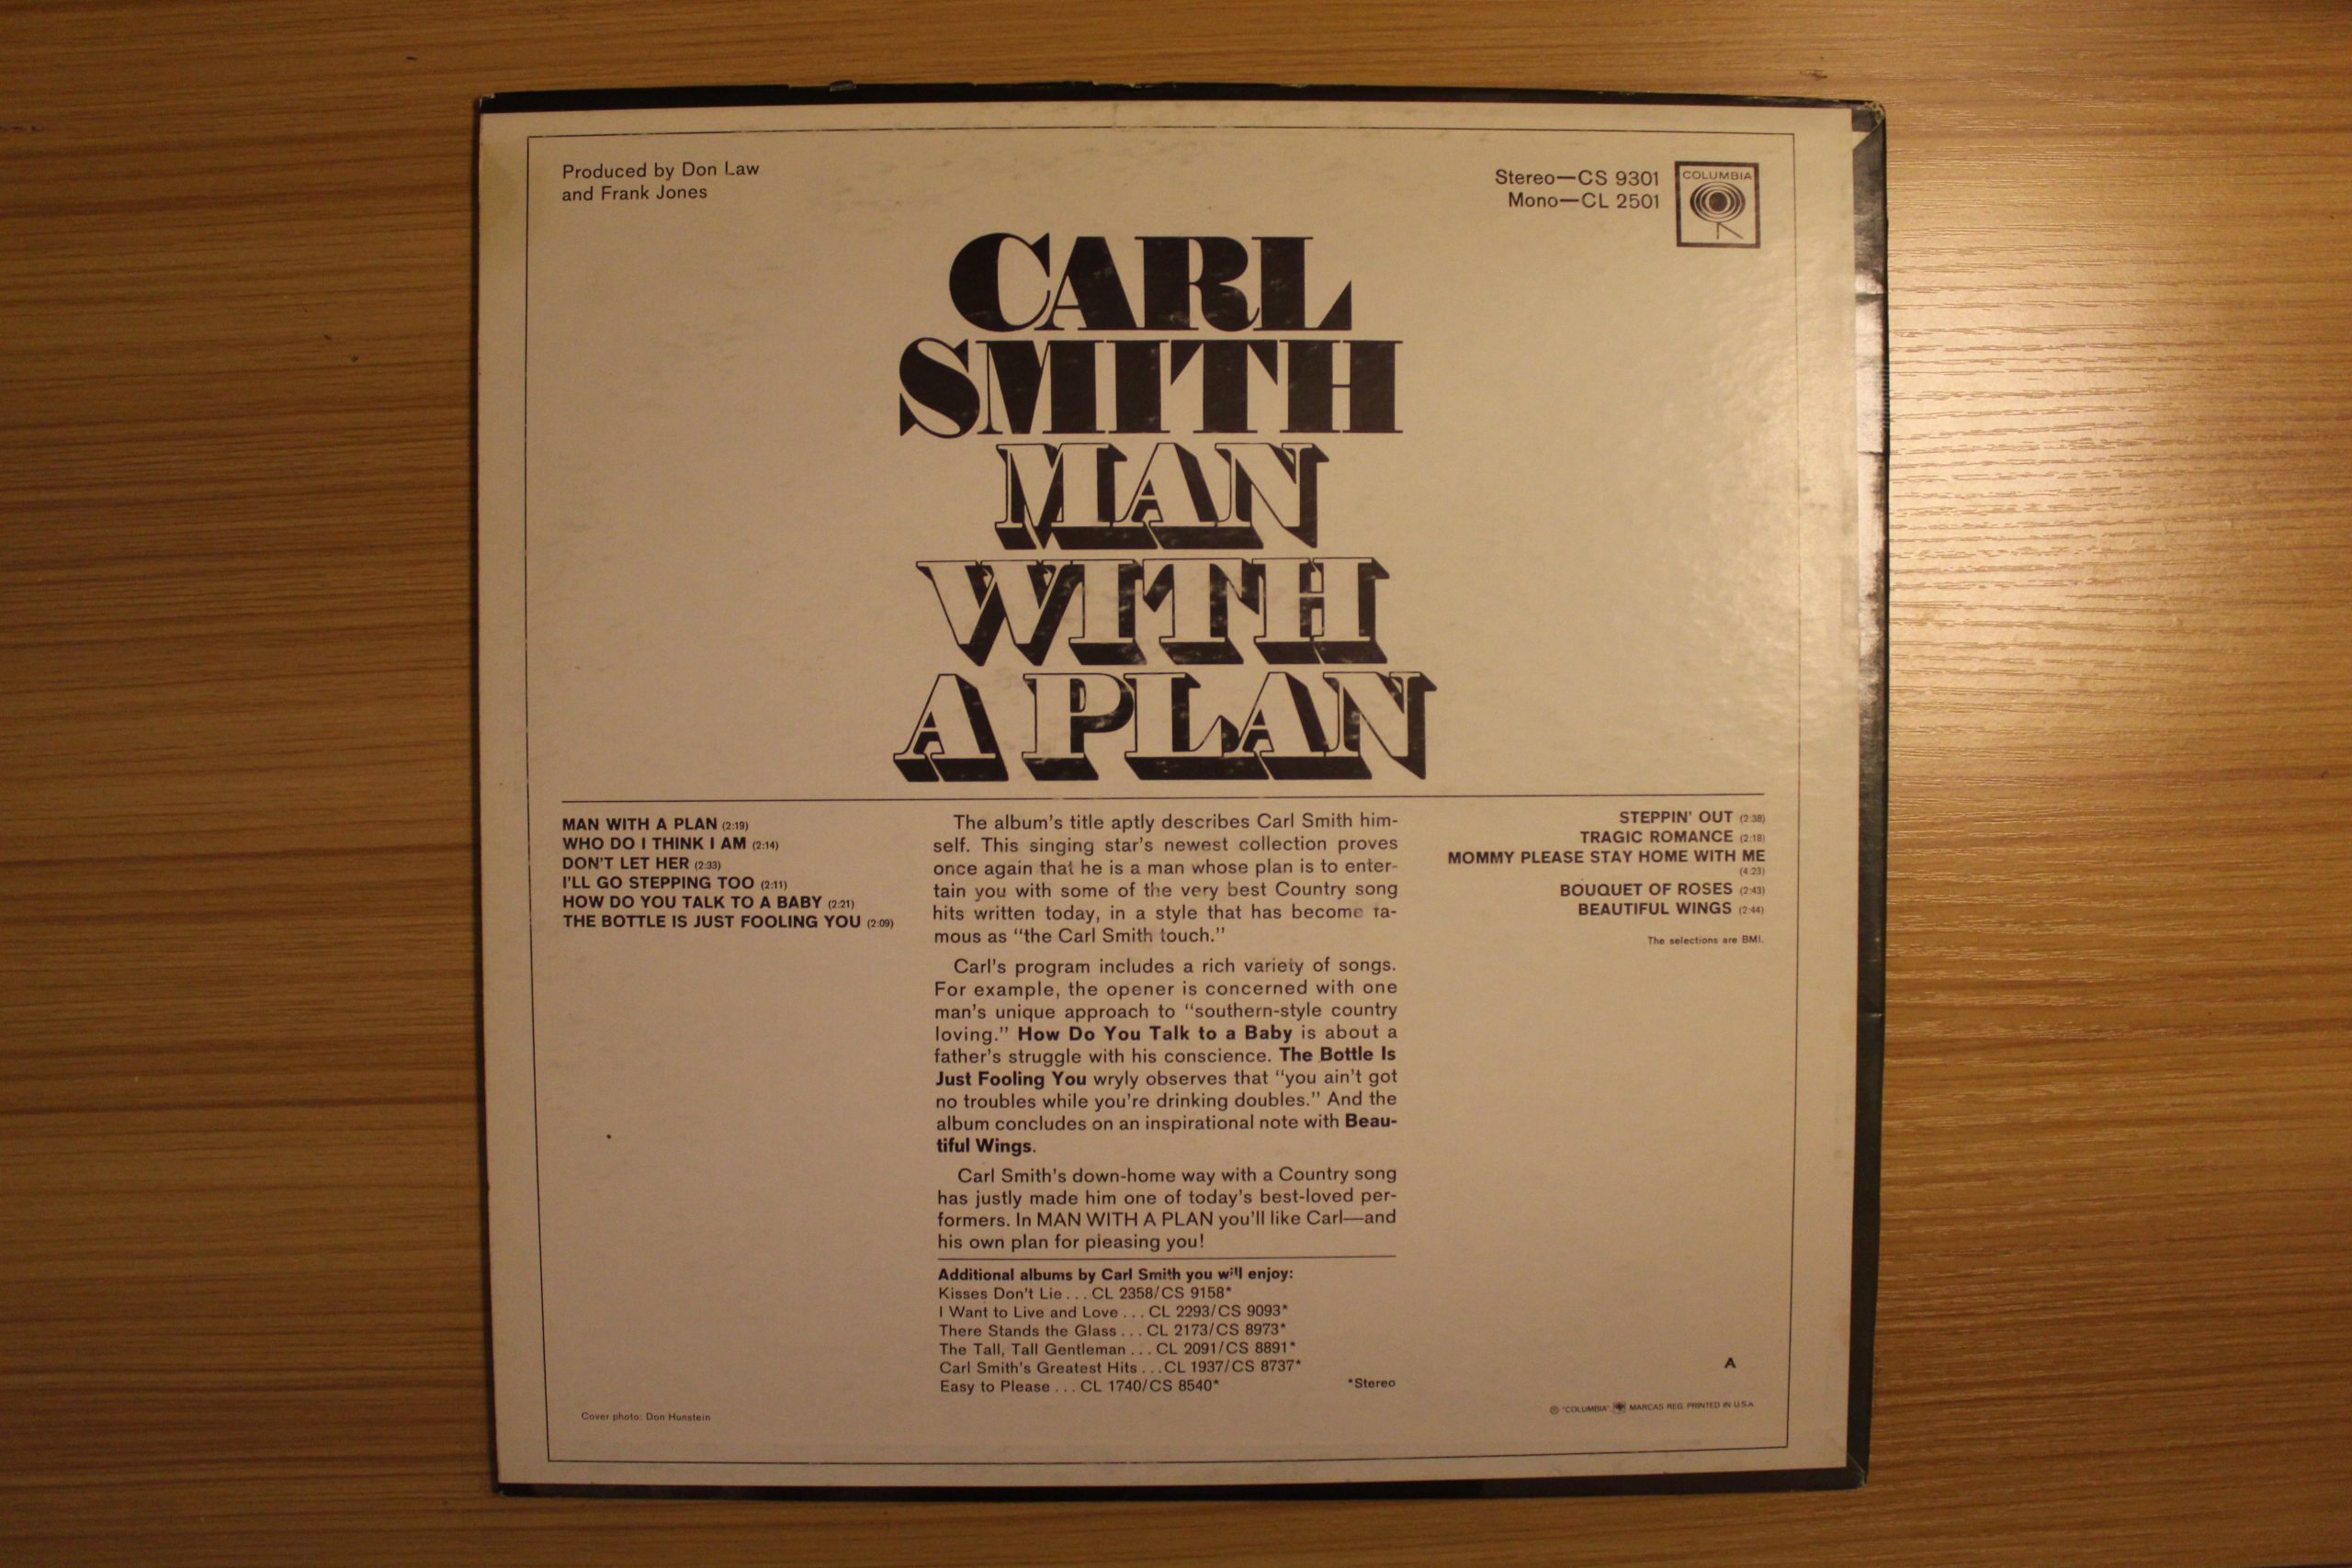 Produced by Don Law
and Frank Jones
Stereo—CS 9301
Mono—CL 2501
COLUMBIA
CARL
SMITH
MAN
WITH
A PLAN
MAN WITH A PLAN (2:19)
WHO DO I THINK I AM (2:14)
DON'T LET HER (2:33)
I'LL GO STEPPING TOO (2:11)
HOW DO YOU TALK TO A BABY (2:21)
THE BOTTLE IS JUST FOOLING YOU (2:09)
The album's title aptly describes Carl Smith him-
self. This singing star's newest collection proves
once again that he is a man whose plan is to enter-
tain you with some of the very best Country song
hits written today, in a style that has become fa-
mous as "the Carl Smith touch."
Carl's program includes a rich variety of songs.
For example, the opener is concerned with one
man's unique approach to "southern-style country
loving." How Do You Talk to a Baby is about a
father's struggle with his conscience. The Bottle Is
Just Fooling You wryly observes that "you ain't got
no troubles while you're drinking doubles." And the
album concludes on an inspirational note with Beau-
tiful Wings.
Carl Smith's down-home way with a Country song
has justly made him one of today's best-loved per-
formers. In MAN WITH A PLAN you'll like Carl—and
his own plan for pleasing you!
Additional albums by Carl Smith you will enjoy:
Kisses Don't Lie . . . CL 2358/CS 9158*
I Want to Live and Love . . . CL 2293/CS 9093*
There Stands the Glass . . . CL 2173/CS 8973*
The Tall, Tall Gentleman . . . CL 2091/CS 8891*
Carl Smith's Greatest Hits . . . CL 1937/CS 8737*
Easy to Please . . . CL 1740/CS 8540*
*Stereo
STEPPIN' OUT (2:38)
TRAGIC ROMANCE (2:18)
MOMMY PLEASE STAY HOME WITH ME
(4:23)
BOUQUET OF ROSES (2:43)
BEAUTIFUL WINGS (2:44)
The selections are BMI.
A
Cover photo: Don Hunstein
® "COLUMBIA", MARCAS REG. PRINTED IN U.S.A.